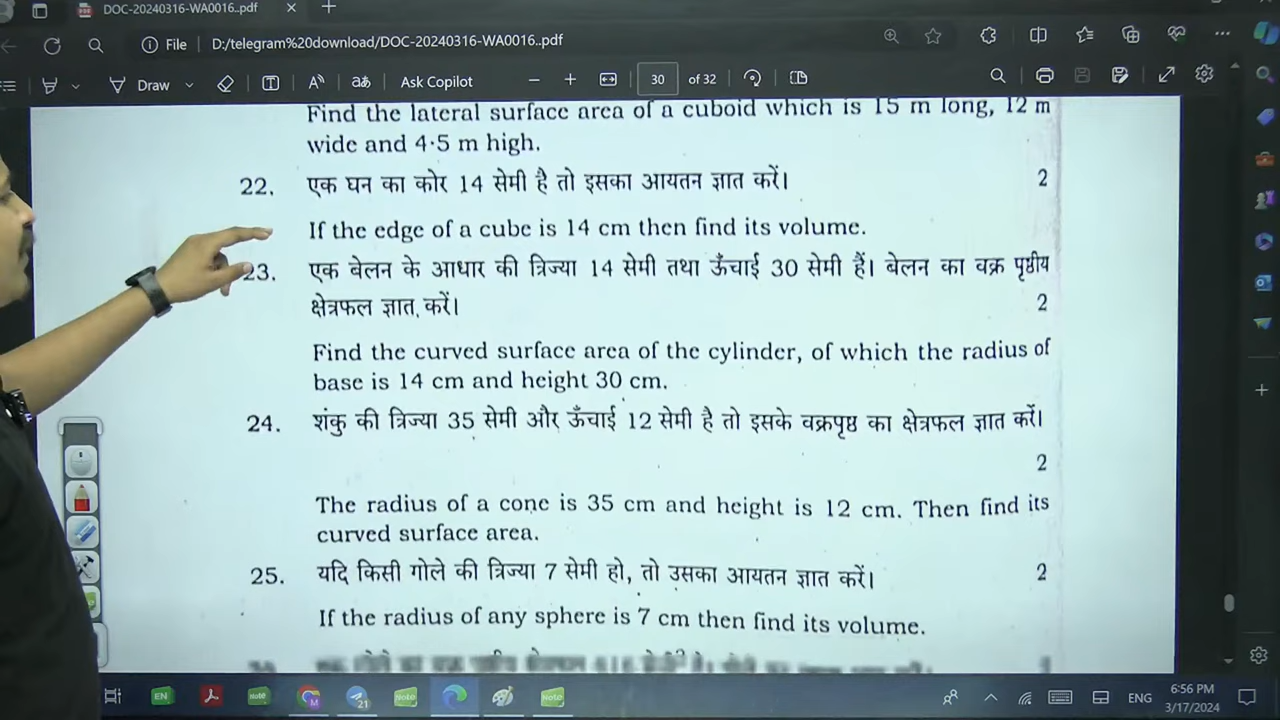 DOC-20240316-WA0016..pdf
File D:/telegram%20download/DOC-20240316-WA0016..pdf
Draw aあ Ask Copilot 30 of 32
Find the lateral surface area of a cuboid which is 15 m long, 12 m
wide and 4·5 m high.
22. एक घन का कोर 14 सेमी है तो इसका आयतन ज्ञात करें। 2
If the edge of a cube is 14 cm then find its volume.
23. एक बेलन के आधार की त्रिज्या 14 सेमी तथा ऊँचाई 30 सेमी हैं। बेलन का वक्र पृष्ठीय
क्षेत्रफल ज्ञात करें। 2
Find the curved surface area of the cylinder, of which the radius of
base is 14 cm and height 30 cm.
24. शंकु की त्रिज्या 35 सेमी और ऊँचाई 12 सेमी है तो इसके वक्रपृष्ठ का क्षेत्रफल ज्ञात करें।
2
The radius of a cone is 35 cm and height is 12 cm. Then find its
curved surface area.
25. यदि किसी गोले की त्रिज्या 7 सेमी हो, तो उसका आयतन ज्ञात करें। 2
If the radius of any sphere is 7 cm then find its volume.
EN Note 21 Note Note ENG 6:56 PM
3/17/2024